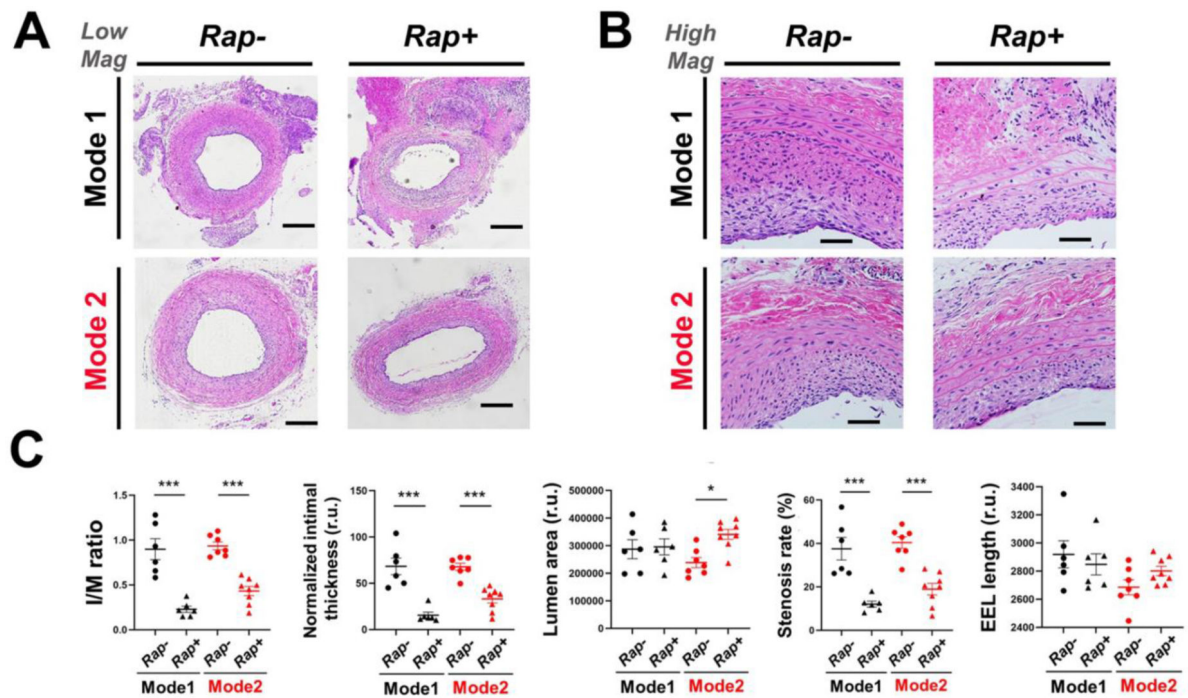 A
Low
Mag
Rap-
Rap+
Mode 1
Mode 2
B
High
Mag
Rap-
Rap+
Mode 1
Mode 2
C
I/M ratio
1.5
1.0
0.5
0.0
***
***
Rap-
Rap+
Rap-
Rap+
Mode1
Mode2
Normalized intimal
thickness (r.u.)
150
100
50
0
***
***
Rap-
Rap+
Rap-
Rap+
Mode1
Mode2
Lumen area (r.u.)
500000
400000
300000
200000
100000
0
*
Rap-
Rap+
Rap-
Rap+
Mode1
Mode2
Stenosis rate (%)
60
40
20
0
***
***
Rap-
Rap+
Rap-
Rap+
Mode1
Mode2
EEL length (r.u.)
3400
3200
3000
2800
2600
2400
Rap-
Rap+
Rap-
Rap+
Mode1
Mode2